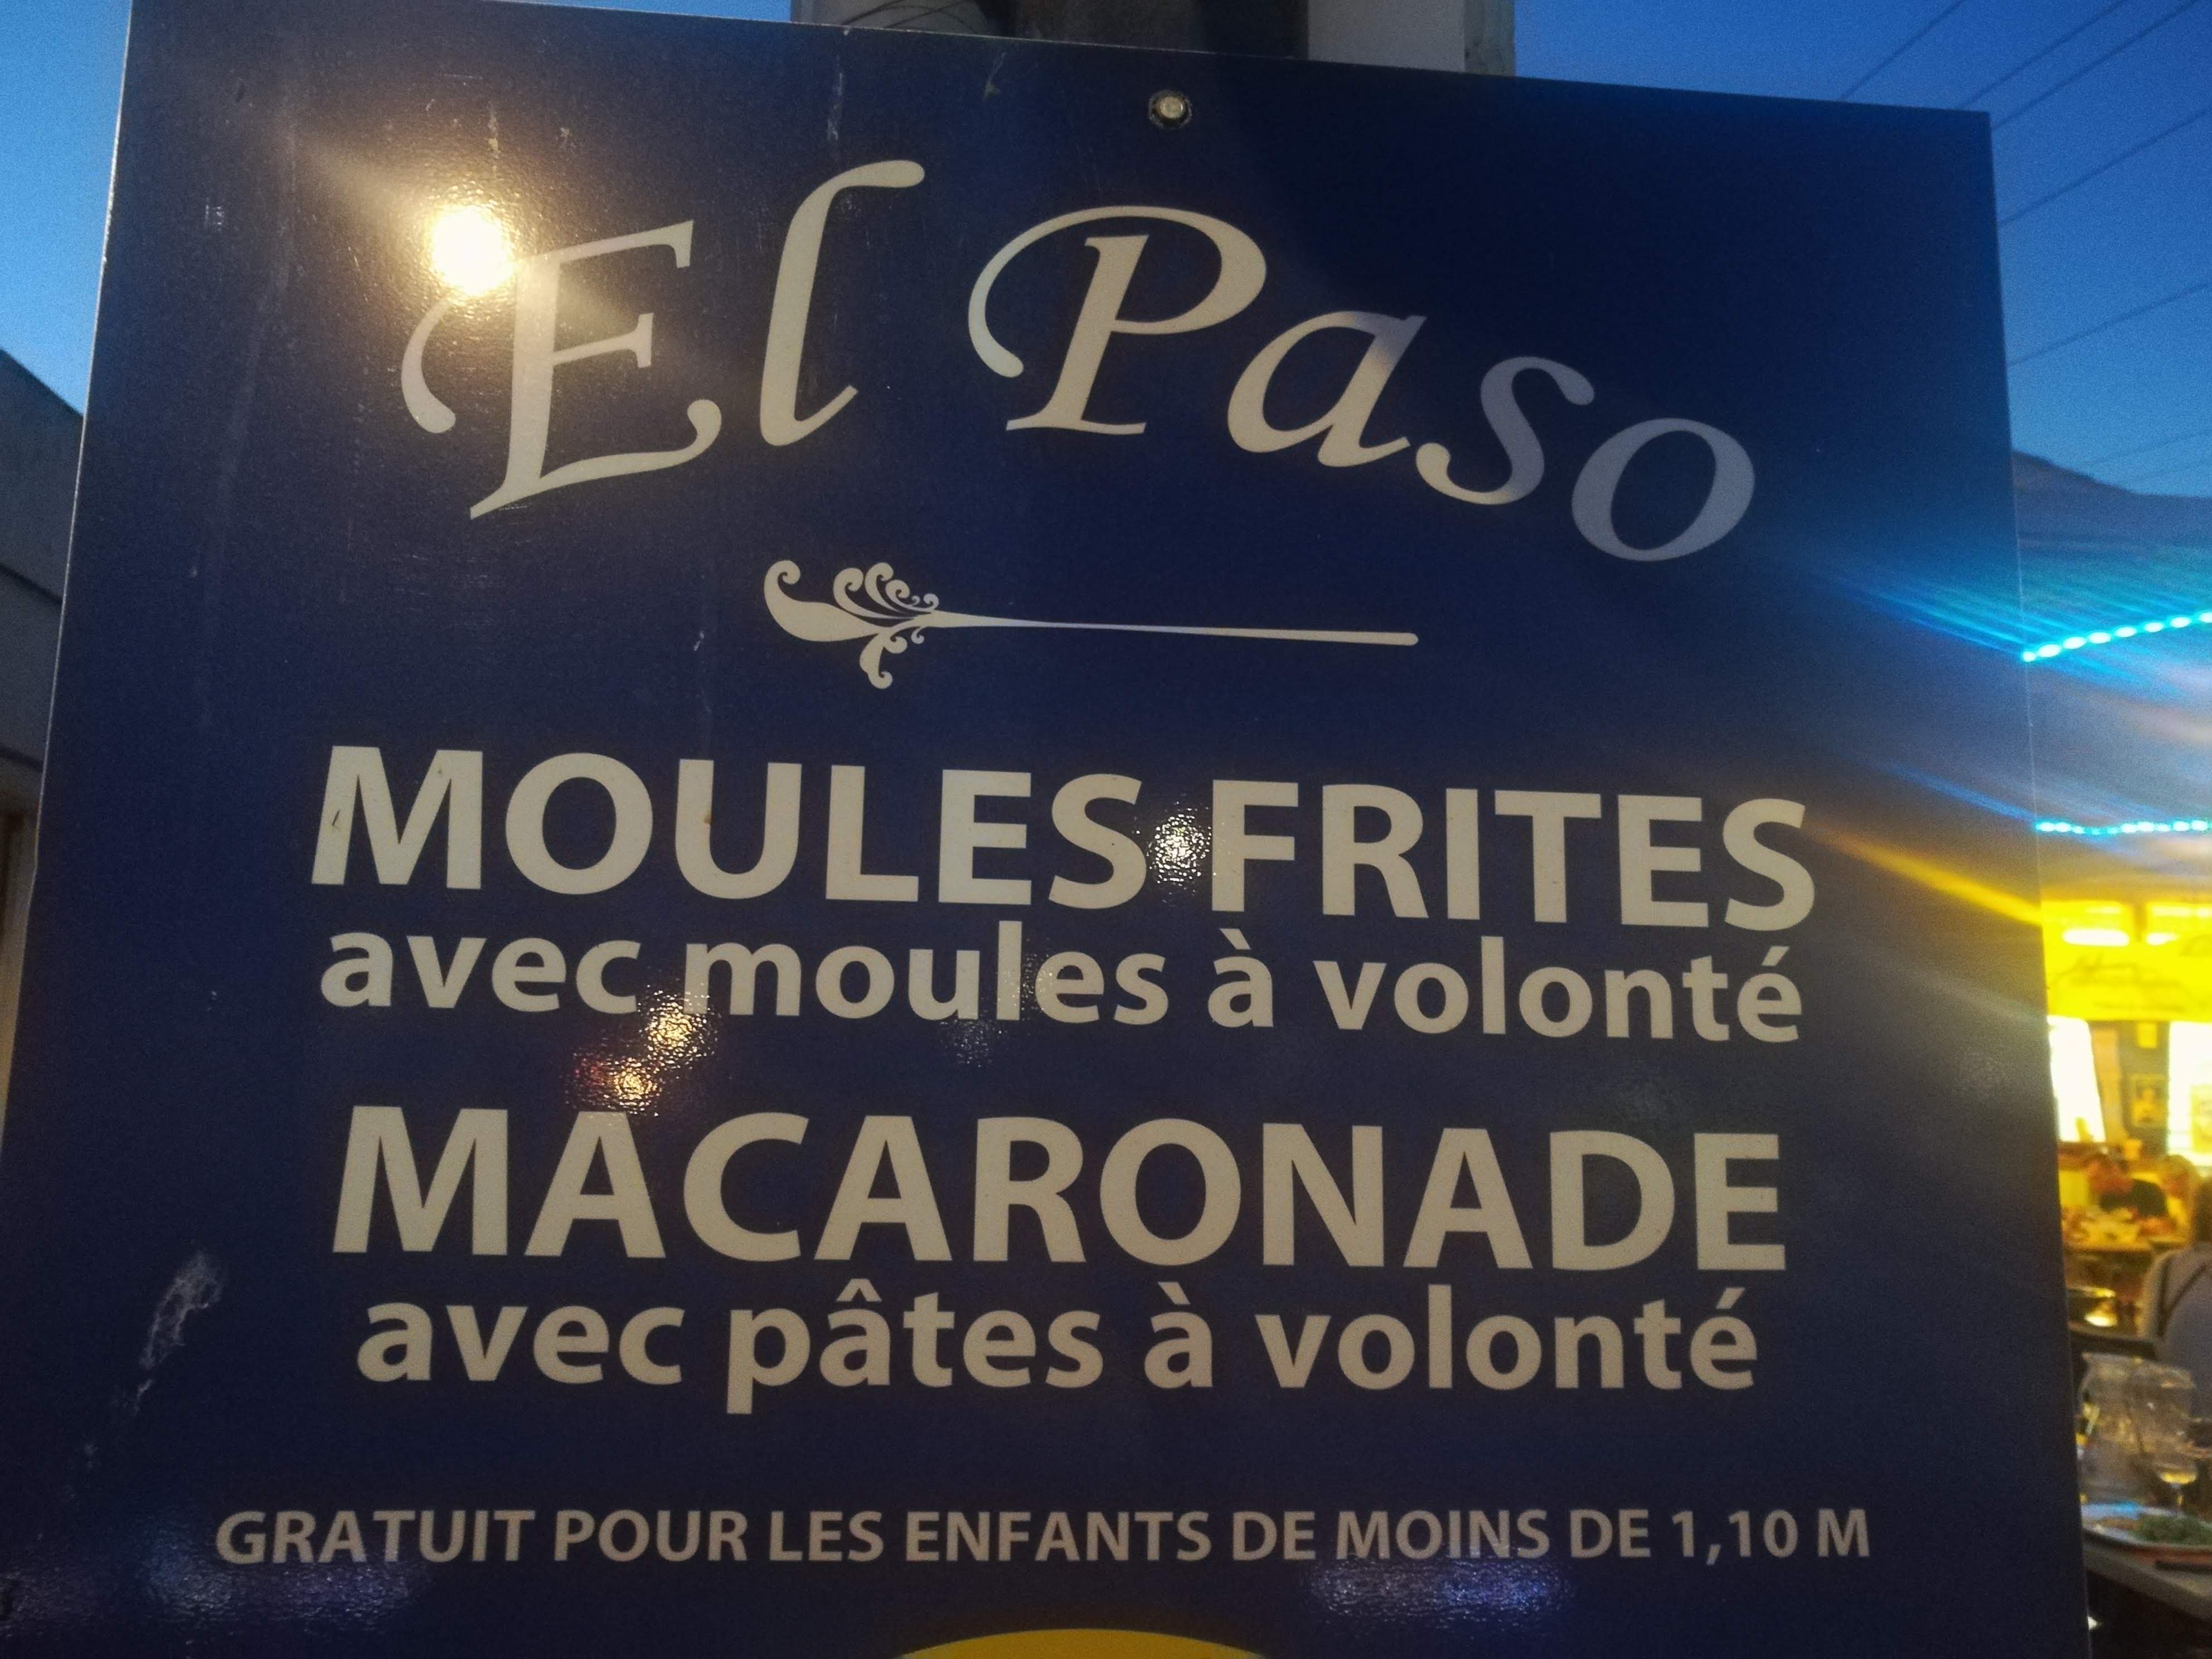 El Paso
MOULES FRITES
avec moules à volonté
MACARONADE
avec pâtes à volonté
GRATUIT POUR LES ENFANTS DE MOINS DE 1,10 M